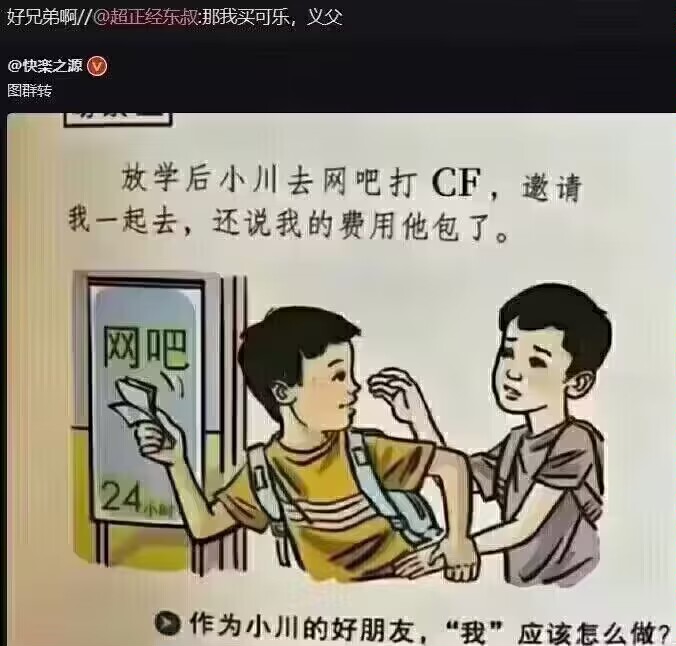 好兄弟啊//@超正经东叔:那我买可乐，义父
@快楽之源
图群转
放学后小川去网吧打 CF，邀请
我一起去，还说我的费用他包了。
网吧
24小时
作为小川的好朋友，“我”应该怎么做？